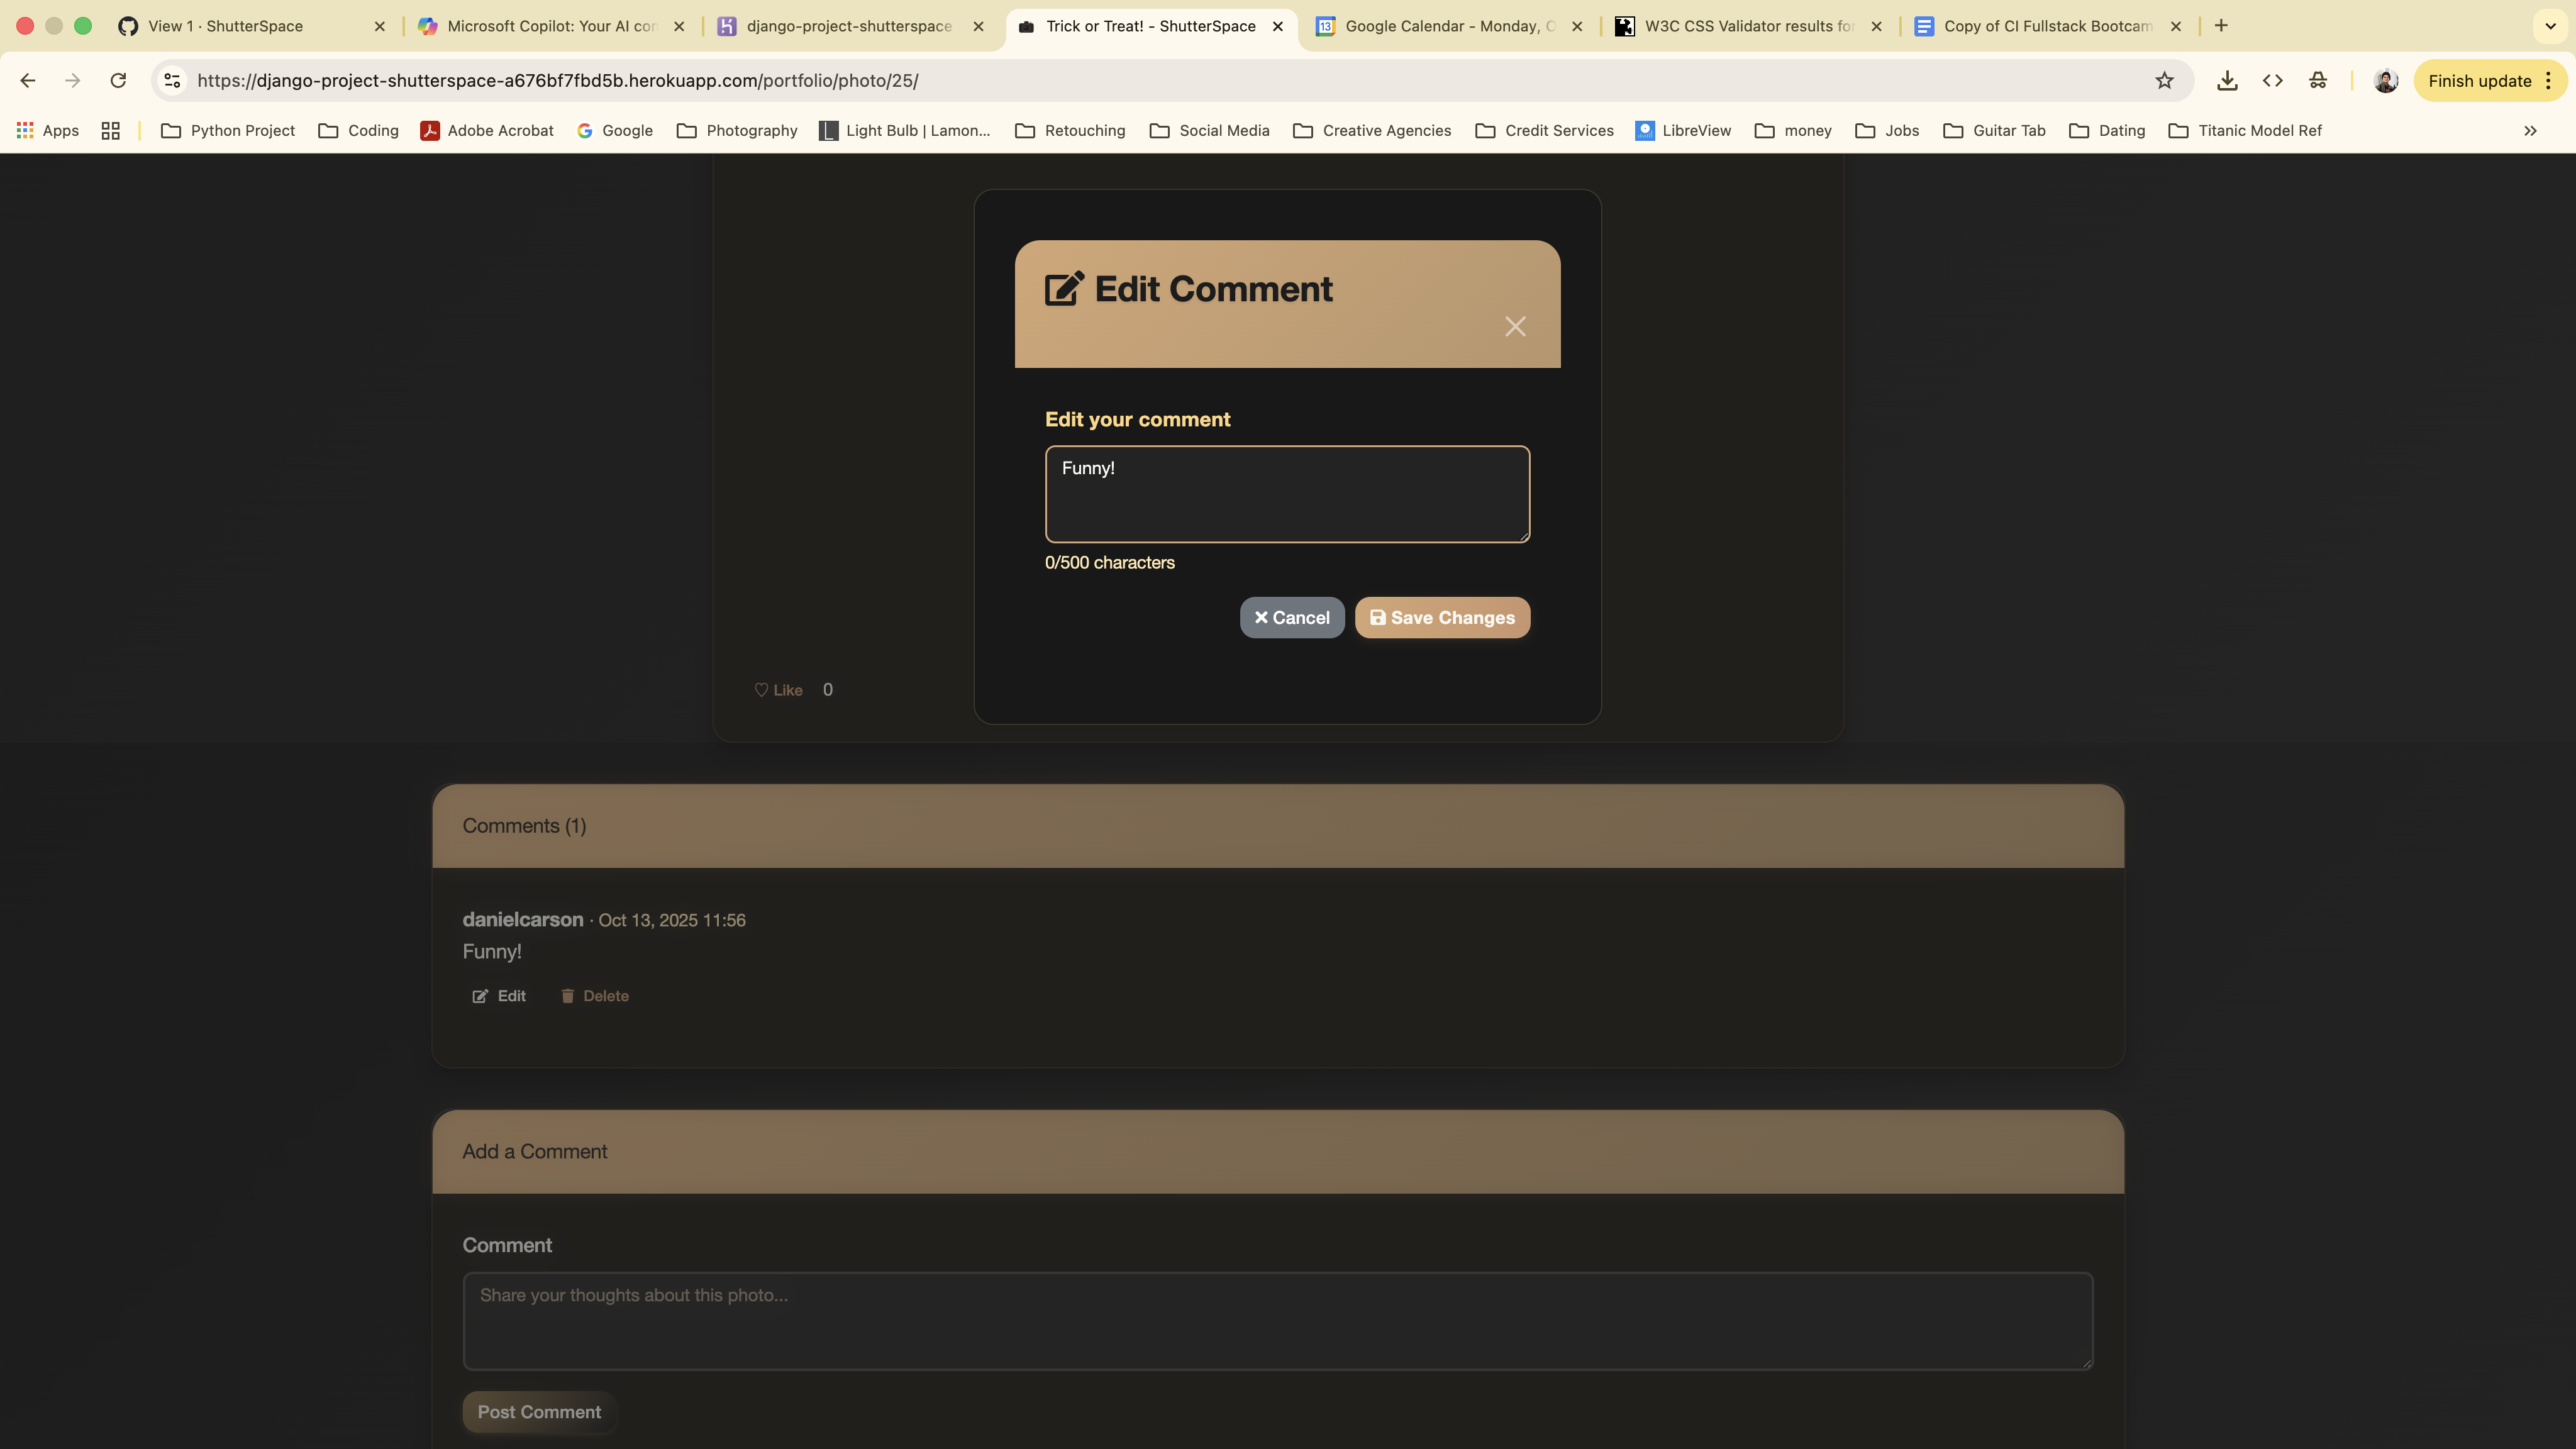 View 1 · ShutterSpace
Microsoft Copilot: Your AI con
django-project-shutterspace
Trick or Treat! - ShutterSpace
13
Google Calendar - Monday, O
W3C CSS Validator results for
Copy of CI Fullstack Bootcam
https://django-project-shutterspace-a676bf7fbd5b.herokuapp.com/portfolio/photo/25/
Finish update
Apps
Python Project
Coding
Adobe Acrobat
Google
Photography
Light Bulb | Lamon...
Retouching
Social Media
Creative Agencies
Credit Services
LibreView
money
Jobs
Guitar Tab
Dating
Titanic Model Ref
Edit Comment
Edit your comment
Funny!
0/500 characters
Cancel
Save Changes
♡ Like 0
Comments (1)
danielcarson · Oct 13, 2025 11:56
Funny!
Edit
Delete
Add a Comment
Comment
Share your thoughts about this photo...
Post Comment